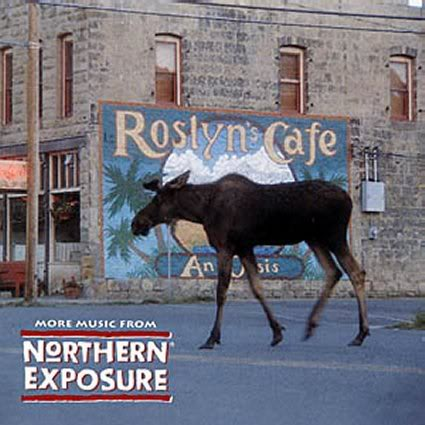 Roslyn's Cafe
An Oasis
MORE MUSIC FROM
NORTHERN®
EXPOSURE